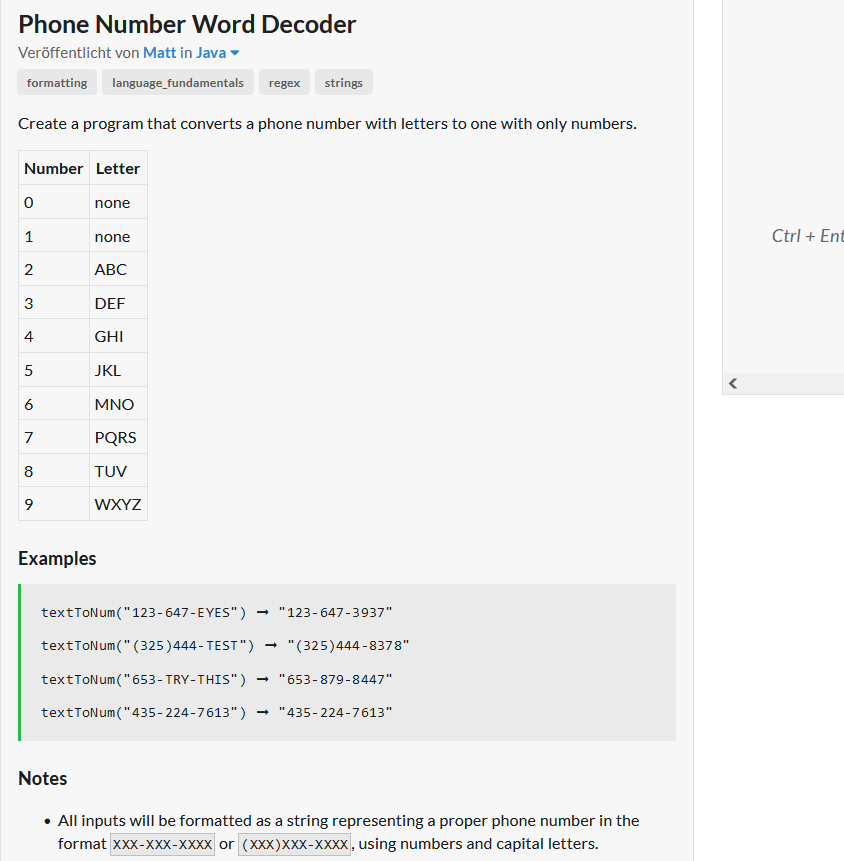 Phone Number Word Decoder
Veröffentlicht von Matt in Java
formatting language_fundamentals regex strings
Create a program that converts a phone number with letters to one with only numbers.
Number Letter
0 none
1 none
2 ABC
3 DEF
4 GHI
5 JKL
6 MNO
7 PQRS
8 TUV
9 WXYZ
Ctrl + Ent
Examples
textToNum("123-647-EYES") ➞ "123-647-3937"
textToNum("(325)444-TEST") ➞ "(325)444-8378"
textToNum("653-TRY-THIS") ➞ "653-879-8447"
textToNum("435-224-7613") ➞ "435-224-7613"
Notes
• All inputs will be formatted as a string representing a proper phone number in the
format XXX-XXX-XXXX or (XXX)XXX-XXXX, using numbers and capital letters.